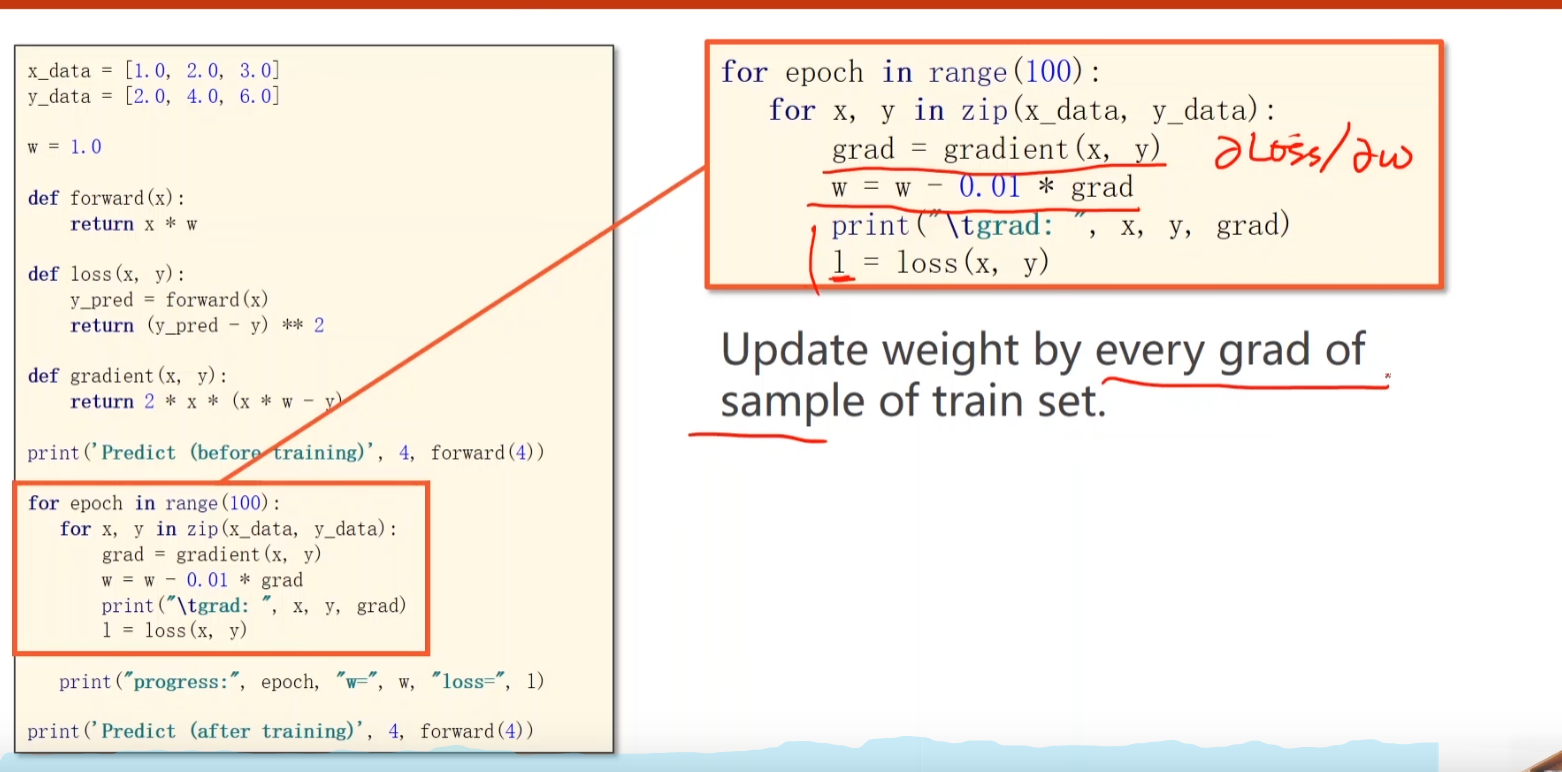 x_data = [1.0, 2.0, 3.0]
y_data = [2.0, 4.0, 6.0]
w = 1.0
def forward(x):
return x * w
def loss(x, y):
y_pred = forward(x)
return (y_pred - y) ** 2
def gradient(x, y):
return 2 * x * (x * w - y)
print('Predict (before training)', 4, forward(4))
for epoch in range(100):
for x, y in zip(x_data, y_data):
grad = gradient(x, y)
w = w - 0.01 * grad
print("\tgrad: ", x, y, grad)
l = loss(x, y)
print("progress:", epoch, "w=", w, "loss=", l)
print('Predict (after training)', 4, forward(4))
for epoch in range(100):
for x, y in zip(x_data, y_data):
grad = gradient(x, y) ∂Loss/∂w
w = w - 0.01 * grad
print("\tgrad: ", x, y, grad)
l = loss(x, y)
Update weight by every grad of
sample of train set.